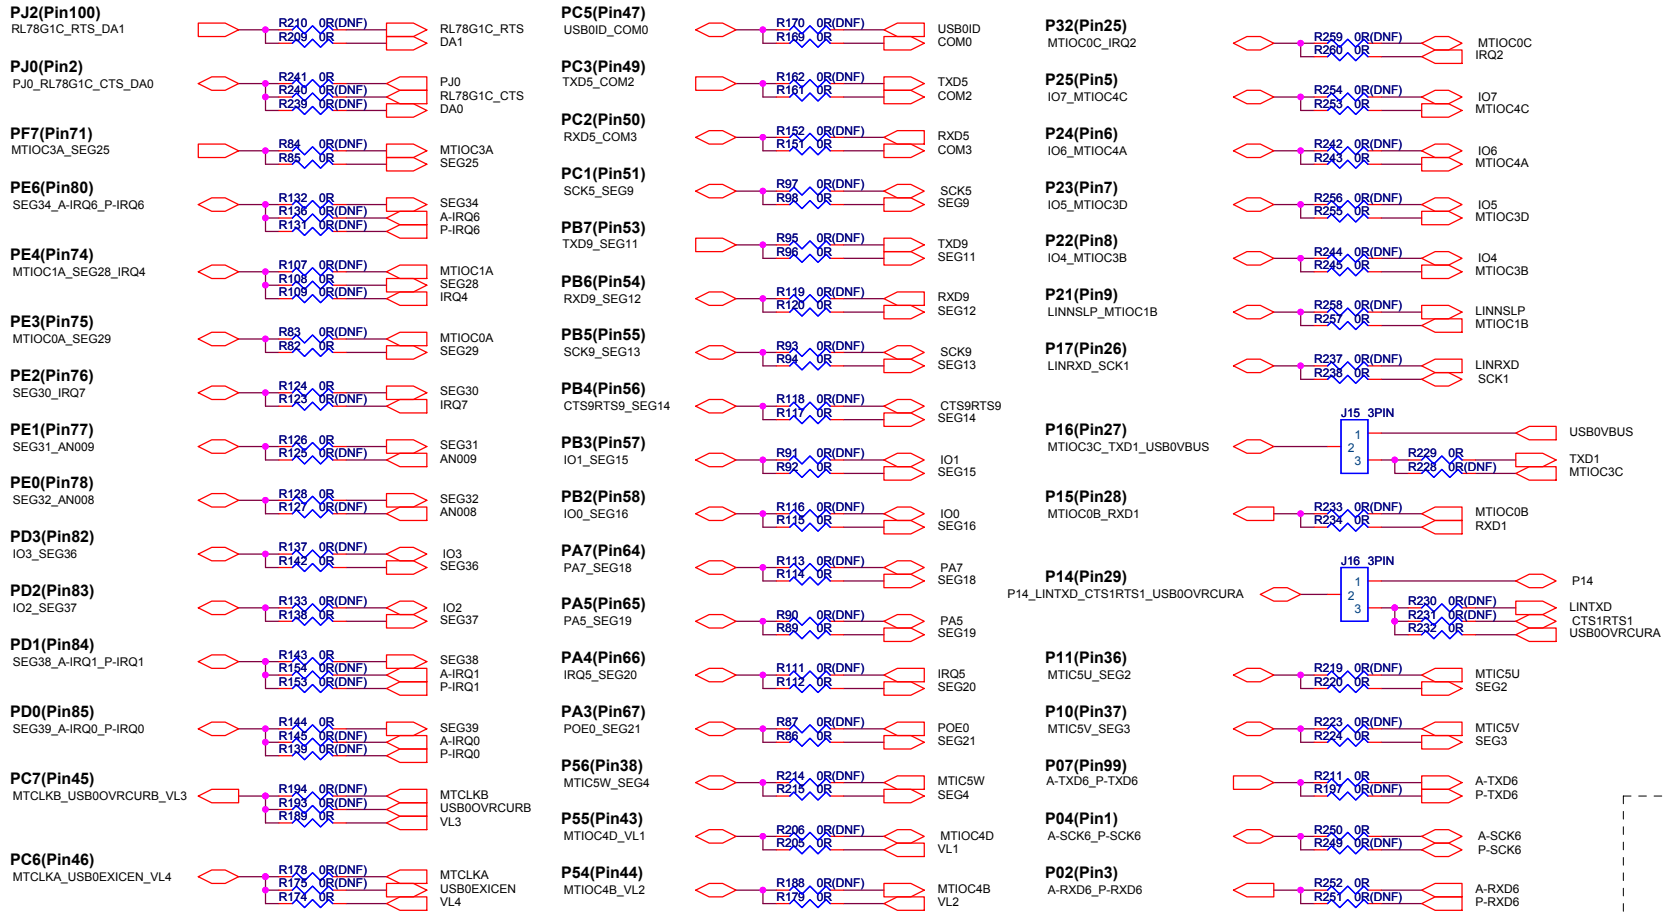 PJ2(Pin100)
RL78G1C_RTS_DA1
R210 0R(DNF) RL78G1C_RTS
R209 0R DA1
PJ0(Pin2)
PJ0_RL78G1C_CTS_DA0
R241 0R PJ0
R240 0R(DNF) RL78G1C_CTS
R239 0R(DNF) DA0
PF7(Pin71)
MTIOC3A_SEG25
R84 0R(DNF) MTIOC3A
R85 0R SEG25
PE6(Pin80)
SEG34_A-IRQ6_P-IRQ6
R132 0R SEG34
R136 0R(DNF) A-IRQ6
R131 0R(DNF) P-IRQ6
PE4(Pin74)
MTIOC1A_SEG28_IRQ4
R107 0R(DNF) MTIOC1A
R108 0R SEG28
R109 0R(DNF) IRQ4
PE3(Pin75)
MTIOC0A_SEG29
R83 0R(DNF) MTIOC0A
R82 0R SEG29
PE2(Pin76)
SEG30_IRQ7
R124 0R SEG30
R123 0R(DNF) IRQ7
PE1(Pin77)
SEG31_AN009
R126 0R SEG31
R125 0R(DNF) AN009
PE0(Pin78)
SEG32_AN008
R128 0R SEG32
R127 0R(DNF) AN008
PD3(Pin82)
IO3_SEG36
R137 0R(DNF) IO3
R142 0R SEG36
PD2(Pin83)
IO2_SEG37
R133 0R(DNF) IO2
R138 0R SEG37
PD1(Pin84)
SEG38_A-IRQ1_P-IRQ1
R143 0R SEG38
R154 0R(DNF) A-IRQ1
R153 0R(DNF) P-IRQ1
PD0(Pin85)
SEG39_A-IRQ0_P-IRQ0
R144 0R SEG39
R145 0R(DNF) A-IRQ0
R139 0R(DNF) P-IRQ0
PC7(Pin45)
MTCLKB_USB0OVRCURB_VL3
R194 0R(DNF) MTCLKB
R193 0R(DNF) USB0OVRCURB
R189 0R VL3
PC6(Pin46)
MTCLKA_USB0EXICEN_VL4
R178 0R(DNF) MTCLKA
R175 0R(DNF) USB0EXICEN
R174 0R VL4
PC5(Pin47)
USB0ID_COM0
R170 0R(DNF) USB0ID
R169 0R COM0
PC3(Pin49)
TXD5_COM2
R162 0R(DNF) TXD5
R161 0R COM2
PC2(Pin50)
RXD5_COM3
R152 0R(DNF) RXD5
R151 0R COM3
PC1(Pin51)
SCK5_SEG9
R97 0R(DNF) SCK5
R98 0R SEG9
PB7(Pin53)
TXD9_SEG11
R95 0R(DNF) TXD9
R96 0R SEG11
PB6(Pin54)
RXD9_SEG12
R119 0R(DNF) RXD9
R120 0R SEG12
PB5(Pin55)
SCK9_SEG13
R93 0R(DNF) SCK9
R94 0R SEG13
PB4(Pin56)
CTS9RTS9_SEG14
R118 0R(DNF) CTS9RTS9
R117 0R SEG14
PB3(Pin57)
IO1_SEG15
R91 0R(DNF) IO1
R92 0R SEG15
PB2(Pin58)
IO0_SEG16
R116 0R(DNF) IO0
R115 0R SEG16
PA7(Pin64)
PA7_SEG18
R113 0R(DNF) PA7
R114 0R SEG18
PA5(Pin65)
PA5_SEG19
R90 0R(DNF) PA5
R89 0R SEG19
PA4(Pin66)
IRQ5_SEG20
R111 0R(DNF) IRQ5
R112 0R SEG20
PA3(Pin67)
POE0_SEG21
R87 0R(DNF) POE0
R86 0R SEG21
P56(Pin38)
MTIC5W_SEG4
R214 0R(DNF) MTIC5W
R215 0R SEG4
P55(Pin43)
MTIOC4D_VL1
R206 0R(DNF) MTIOC4D
R205 0R VL1
P54(Pin44)
MTIOC4B_VL2
R188 0R(DNF) MTIOC4B
R179 0R VL2
P32(Pin25)
MTIOC0C_IRQ2
R259 0R(DNF) MTIOC0C
R260 0R IRQ2
P25(Pin5)
IO7_MTIOC4C
R254 0R(DNF) IO7
R253 0R MTIOC4C
P24(Pin6)
IO6_MTIOC4A
R242 0R(DNF) IO6
R243 0R MTIOC4A
P23(Pin7)
IO5_MTIOC3D
R256 0R(DNF) IO5
R255 0R MTIOC3D
P22(Pin8)
IO4_MTIOC3B
R244 0R(DNF) IO4
R245 0R MTIOC3B
P21(Pin9)
LINNSLP_MTIOC1B
R258 0R(DNF) LINNSLP
R257 0R MTIOC1B
P17(Pin26)
LINRXD_SCK1
R237 0R(DNF) LINRXD
R238 0R SCK1
P16(Pin27)
MTIOC3C_TXD1_USB0VBUS
J15 3PIN
1 USB0VBUS
2
3 R229 0R TXD1
R228 0R(DNF) MTIOC3C
P15(Pin28)
MTIOC0B_RXD1
R233 0R(DNF) MTIOC0B
R234 0R RXD1
P14(Pin29)
P14_LINTXD_CTS1RTS1_USB0OVRCURA
J16 3PIN
1 P14
2
3 R230 0R(DNF) LINTXD
R231 0R(DNF) CTS1RTS1
R232 0R USB0OVRCURA
P11(Pin36)
MTIC5U_SEG2
R219 0R(DNF) MTIC5U
R220 0R SEG2
P10(Pin37)
MTIC5V_SEG3
R223 0R(DNF) MTIC5V
R224 0R SEG3
P07(Pin99)
A-TXD6_P-TXD6
R211 0R A-TXD6
R197 0R(DNF) P-TXD6
P04(Pin1)
A-SCK6_P-SCK6
R250 0R A-SCK6
R249 0R(DNF) P-SCK6
P02(Pin3)
A-RXD6_P-RXD6
R252 0R A-RXD6
R251 0R(DNF) P-RXD6